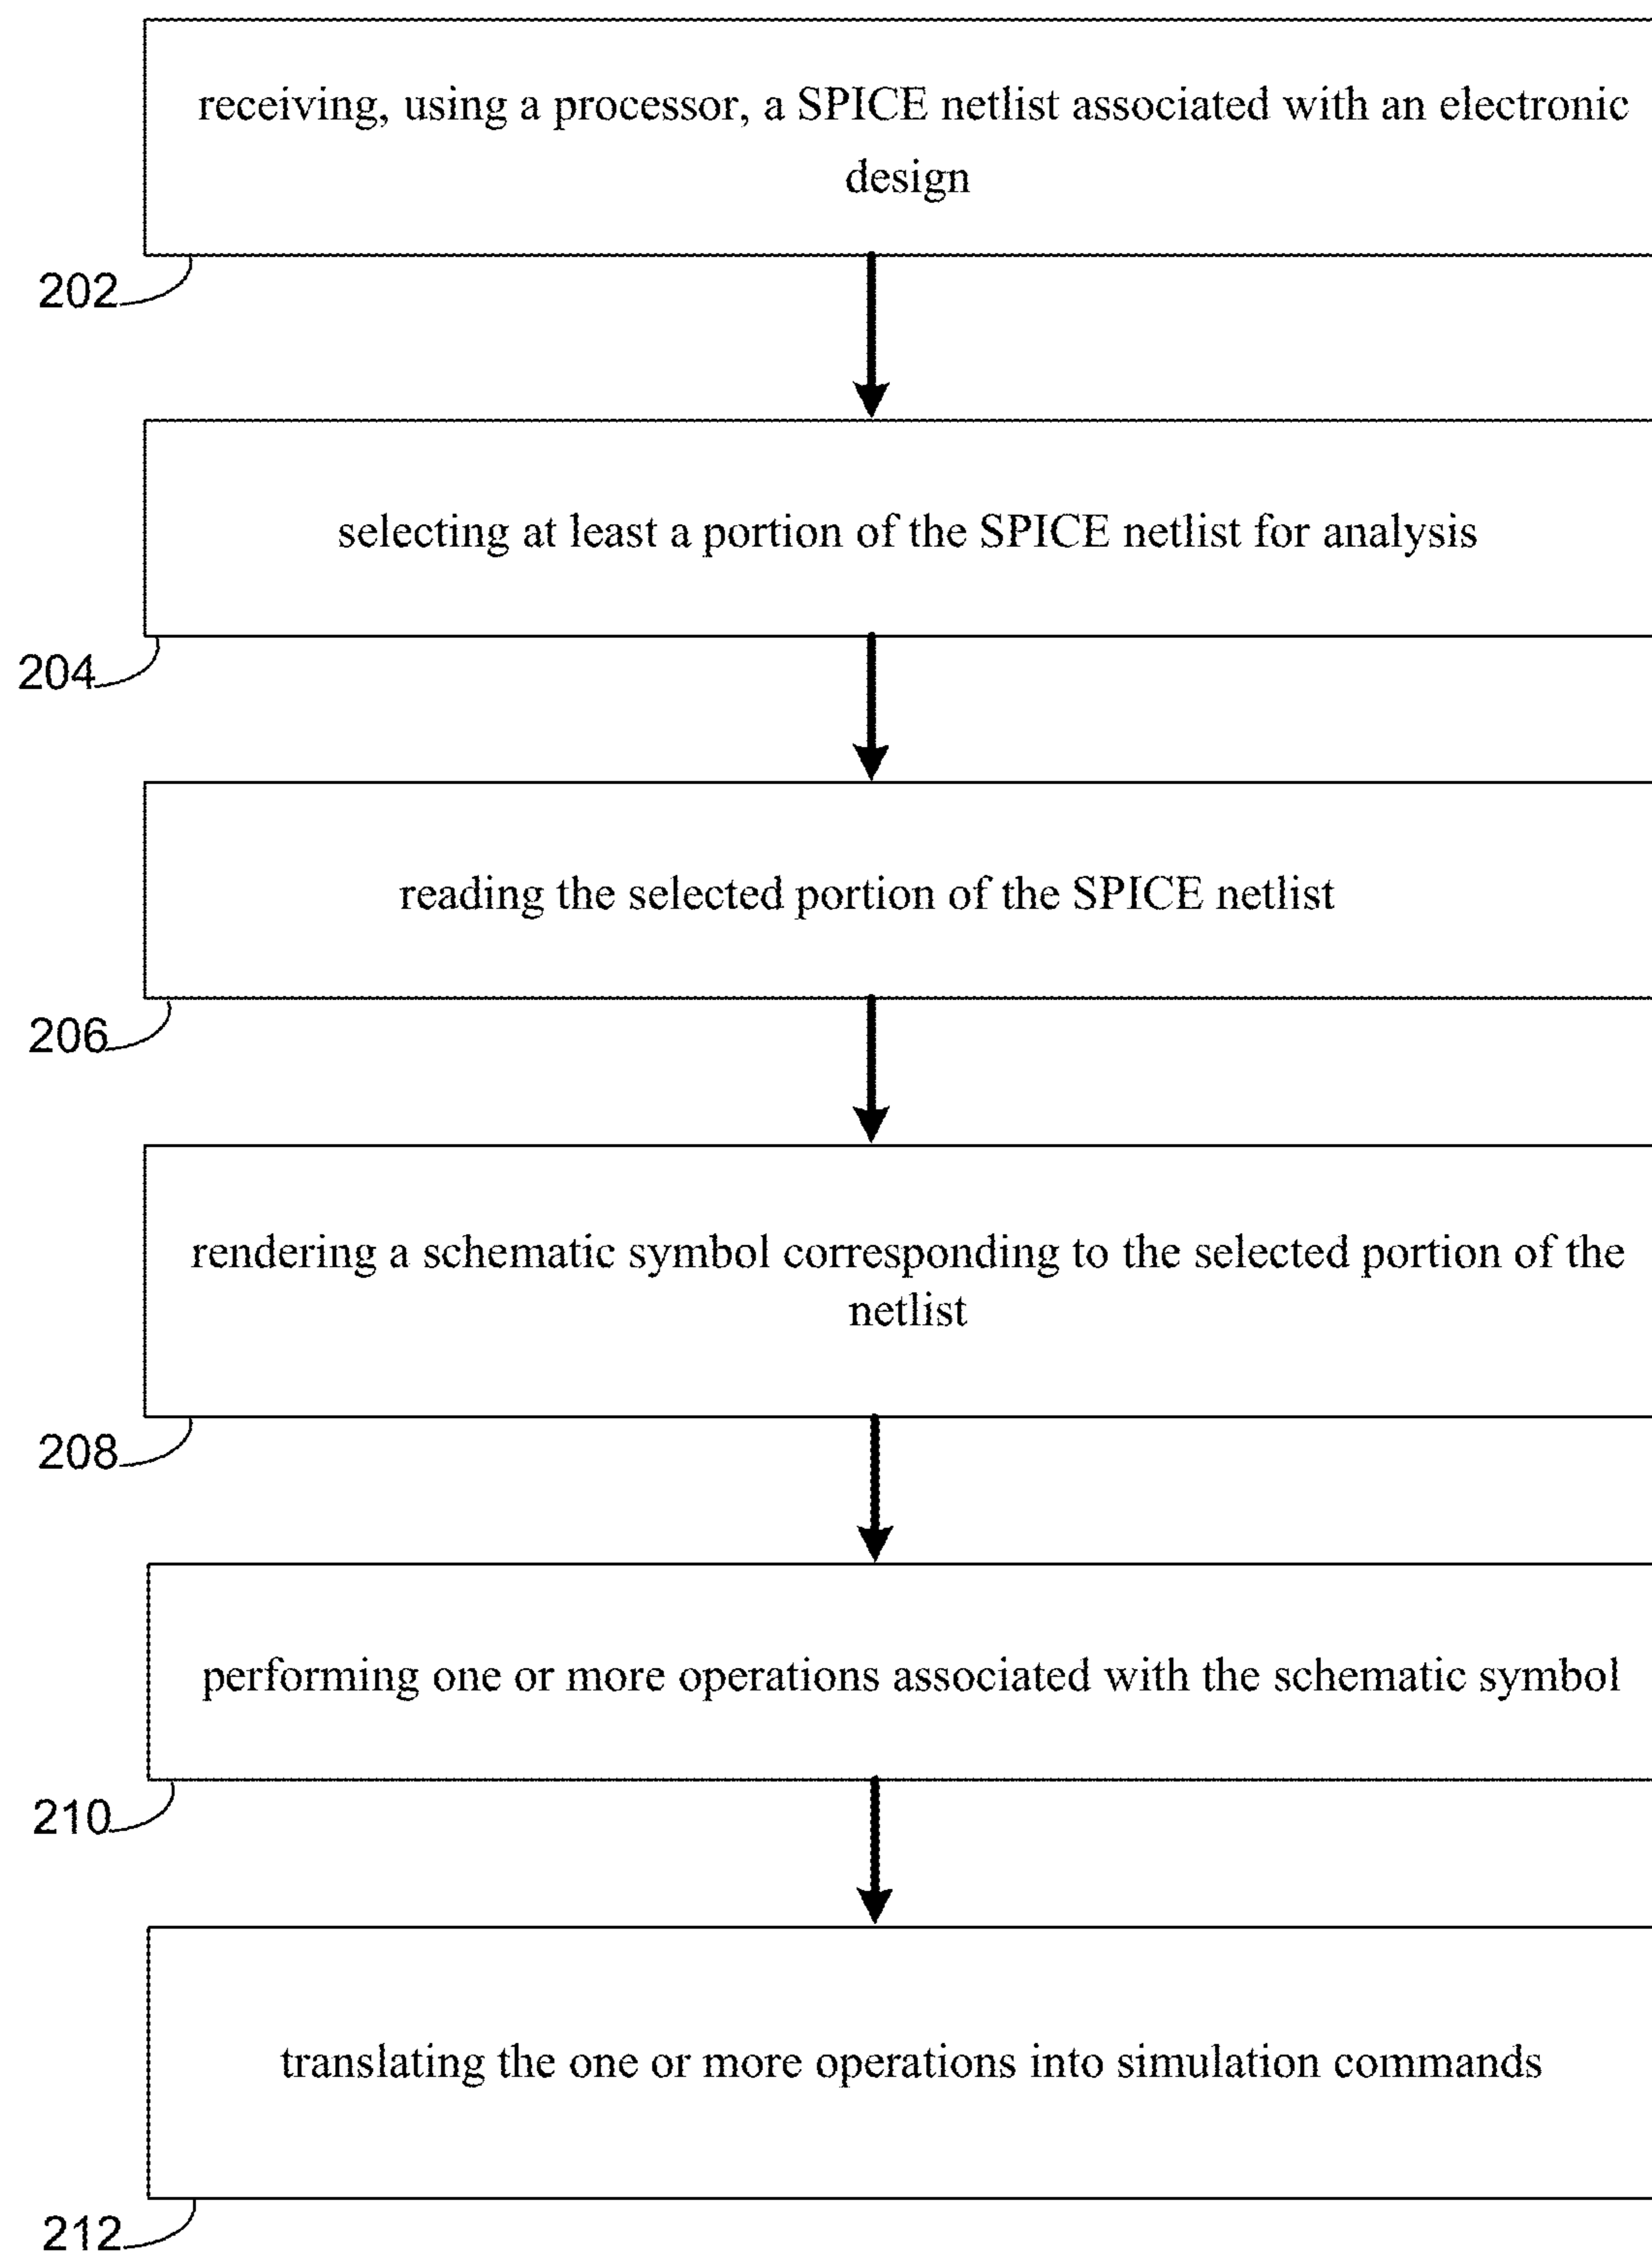 receiving, using a processor, a SPICE netlist associated with an electronic
design
202
selecting at least a portion of the SPICE netlist for analysis
204
reading the selected portion of the SPICE netlist
206
rendering a schematic symbol corresponding to the selected portion of the
netlist
208
performing one or more operations associated with the schematic symbol
210
translating the one or more operations into simulation commands
212